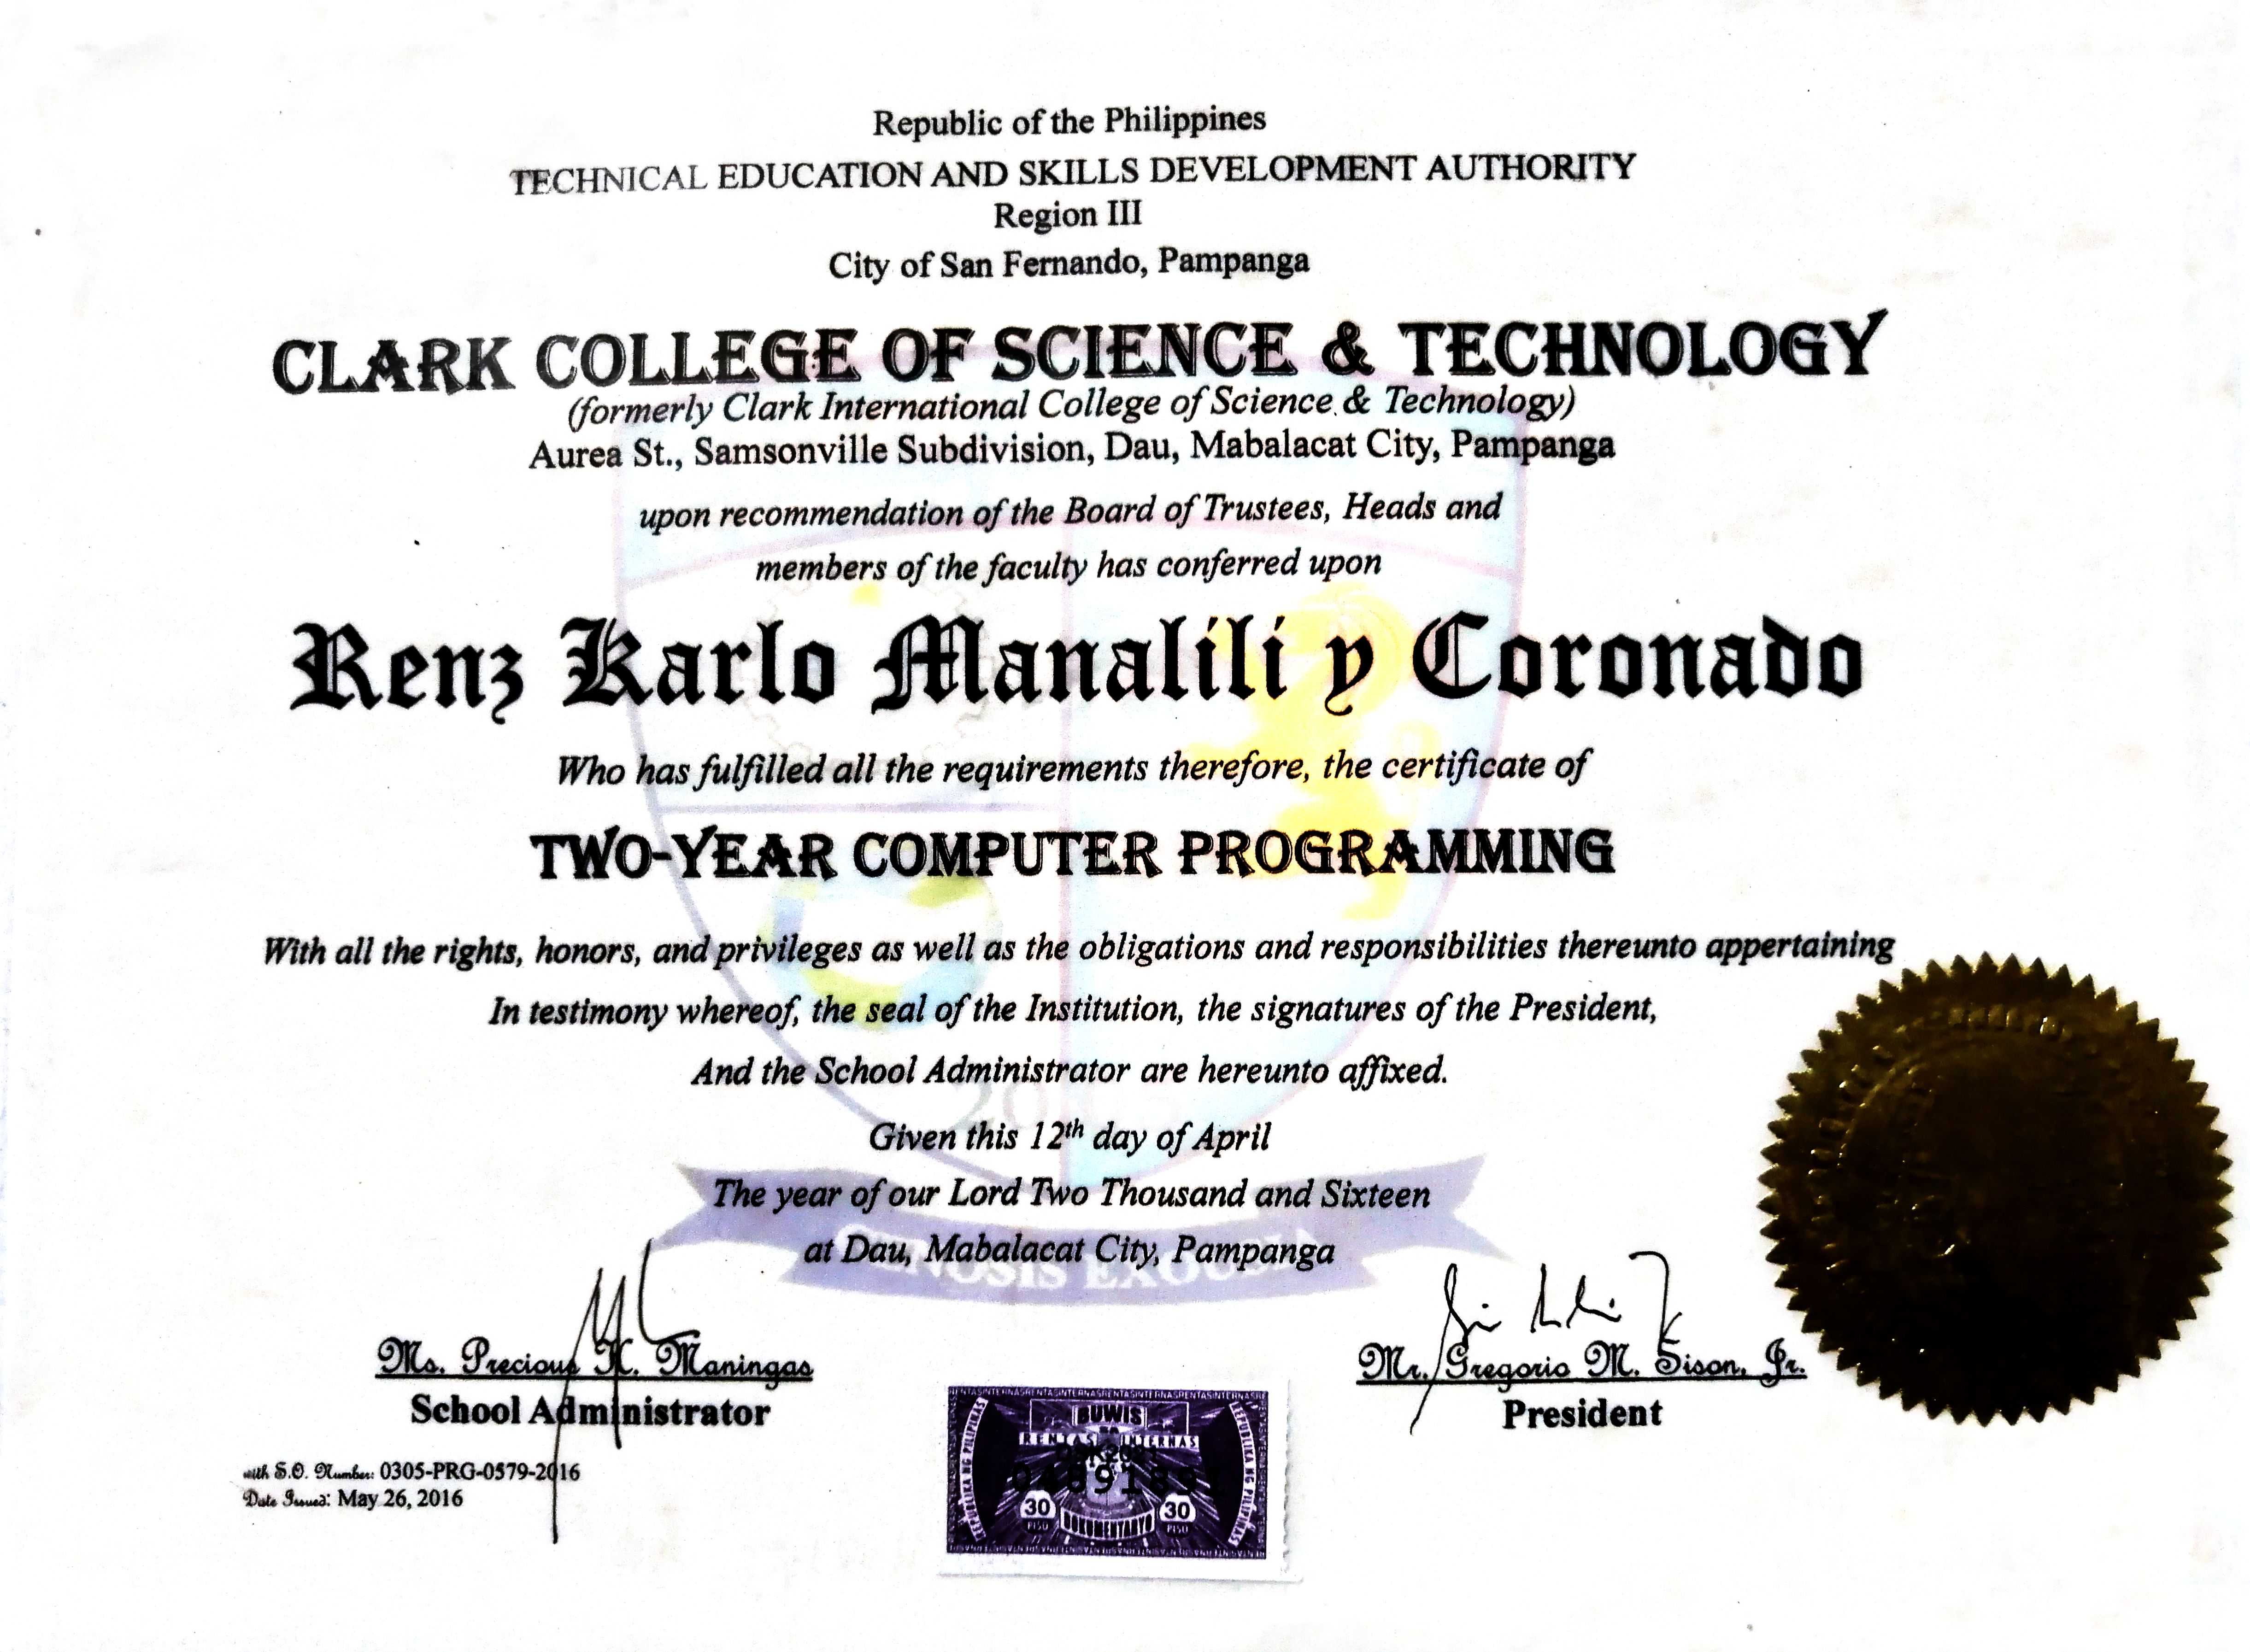 Republic of the Philippines
TECHNICAL EDUCATION AND SKILLS DEVELOPMENT AUTHORITY
Region III
City of San Fernando, Pampanga
CLARK COLLEGE OF SCIENCE & TECHNOLOGY
(formerly Clark International College of Science & Technology)
Aurea St., Samsonville Subdivision, Dau, Mabalacat City, Pampanga
upon recommendation of the Board of Trustees, Heads and
members of the faculty has conferred upon
Renz Karlo Manalili y Coronado
Who has fulfilled all the requirements therefore, the certificate of
TWO-YEAR COMPUTER PROGRAMMING
With all the rights, honors, and privileges as well as the obligations and responsibilities thereunto appertaining
In testimony whereof, the seal of the Institution, the signatures of the President,
And the School Administrator are hereunto affixed.
Given this 12th day of April
The year of our Lord Two Thousand and Sixteen
at Dau, Mabalacat City, Pampanga
Ms. Precious K. Maningas
School Administrator
Mr. Gregorio M. Sison, Jr.
President
with S.O. Number: 0305-PRG-0579-2016
Date Issued: May 26, 2016
BUWIS
NA
RENTAS INTERNAS
REPUBLIKA NG PILIPINAS
REPUBLIKA NG PILIPINAS
30 PISO
30 PISO
DOKUMENTARYO